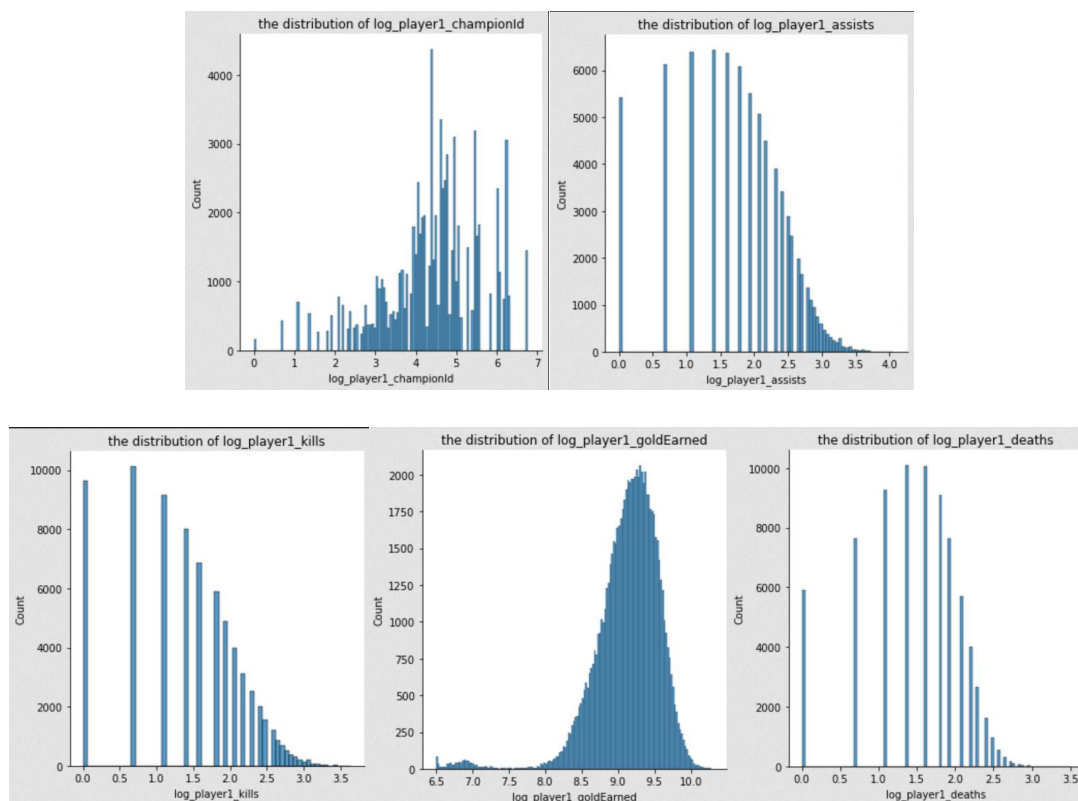 the distribution of log_player1_championId
4000
3000
2000
1000
0
Count
0 1 2 3 4 5 6 7
log_player1_championId
the distribution of log_player1_assists
6000
5000
4000
3000
2000
1000
0
Count
0.0 0.5 1.0 1.5 2.0 2.5 3.0 3.5 4.0
log_player1_assists
the distribution of log_player1_kills
10000
8000
6000
4000
2000
0
Count
0.0 0.5 1.0 1.5 2.0 2.5 3.0 3.5
log_player1_kills
the distribution of log_player1_goldEarned
2000
1750
1500
1250
1000
750
500
250
0
Count
6.5 7.0 7.5 8.0 8.5 9.0 9.5 10.0
log_player1_goldEarned
the distribution of log_player1_deaths
10000
8000
6000
4000
2000
0
Count
0.0 0.5 1.0 1.5 2.0 2.5 3.0 3.5
log_player1_deaths